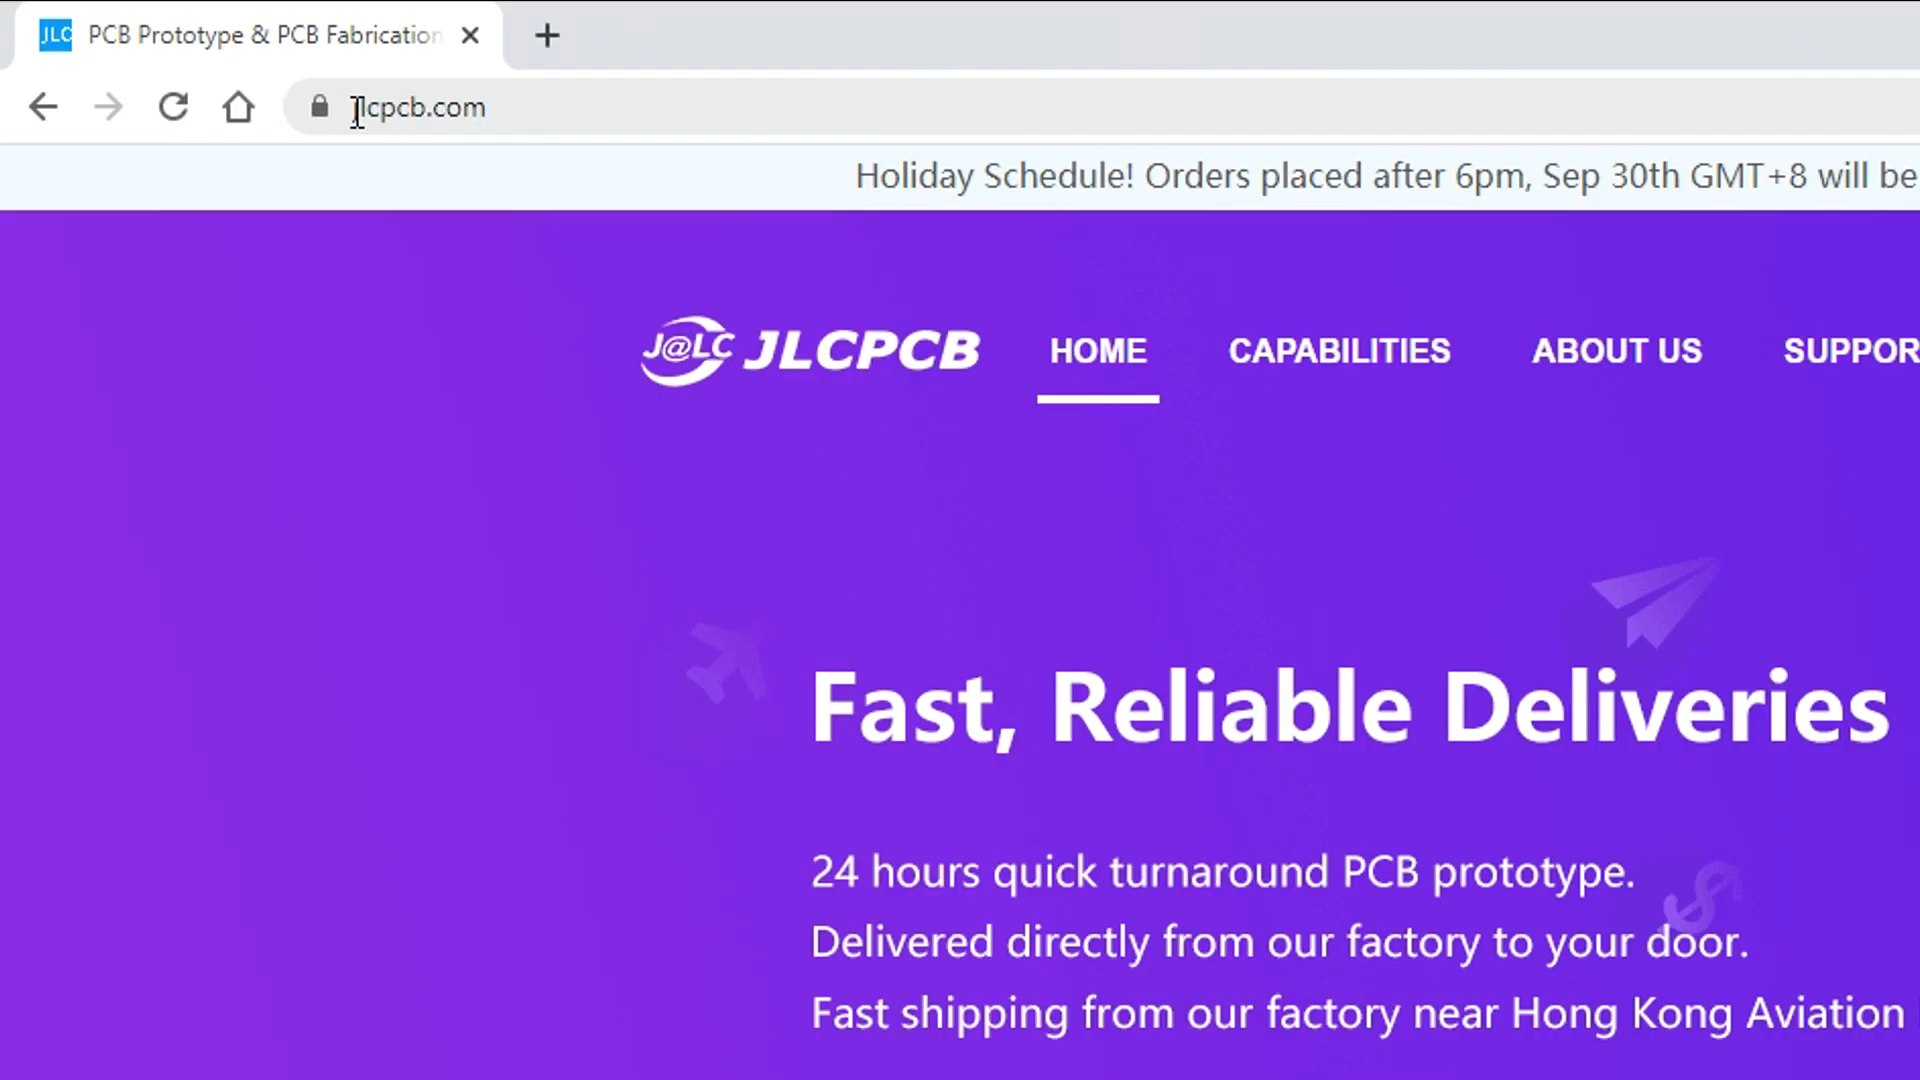 JLC PCB Prototype & PCB Fabrication
jlcpcb.com
Holiday Schedule! Orders placed after 6pm, Sep 30th GMT+8 will be
J@LC JLCPCB HOME CAPABILITIES ABOUT US SUPPOR
Fast, Reliable Deliveries
24 hours quick turnaround PCB prototype.
Delivered directly from our factory to your door.
Fast shipping from our factory near Hong Kong Aviation